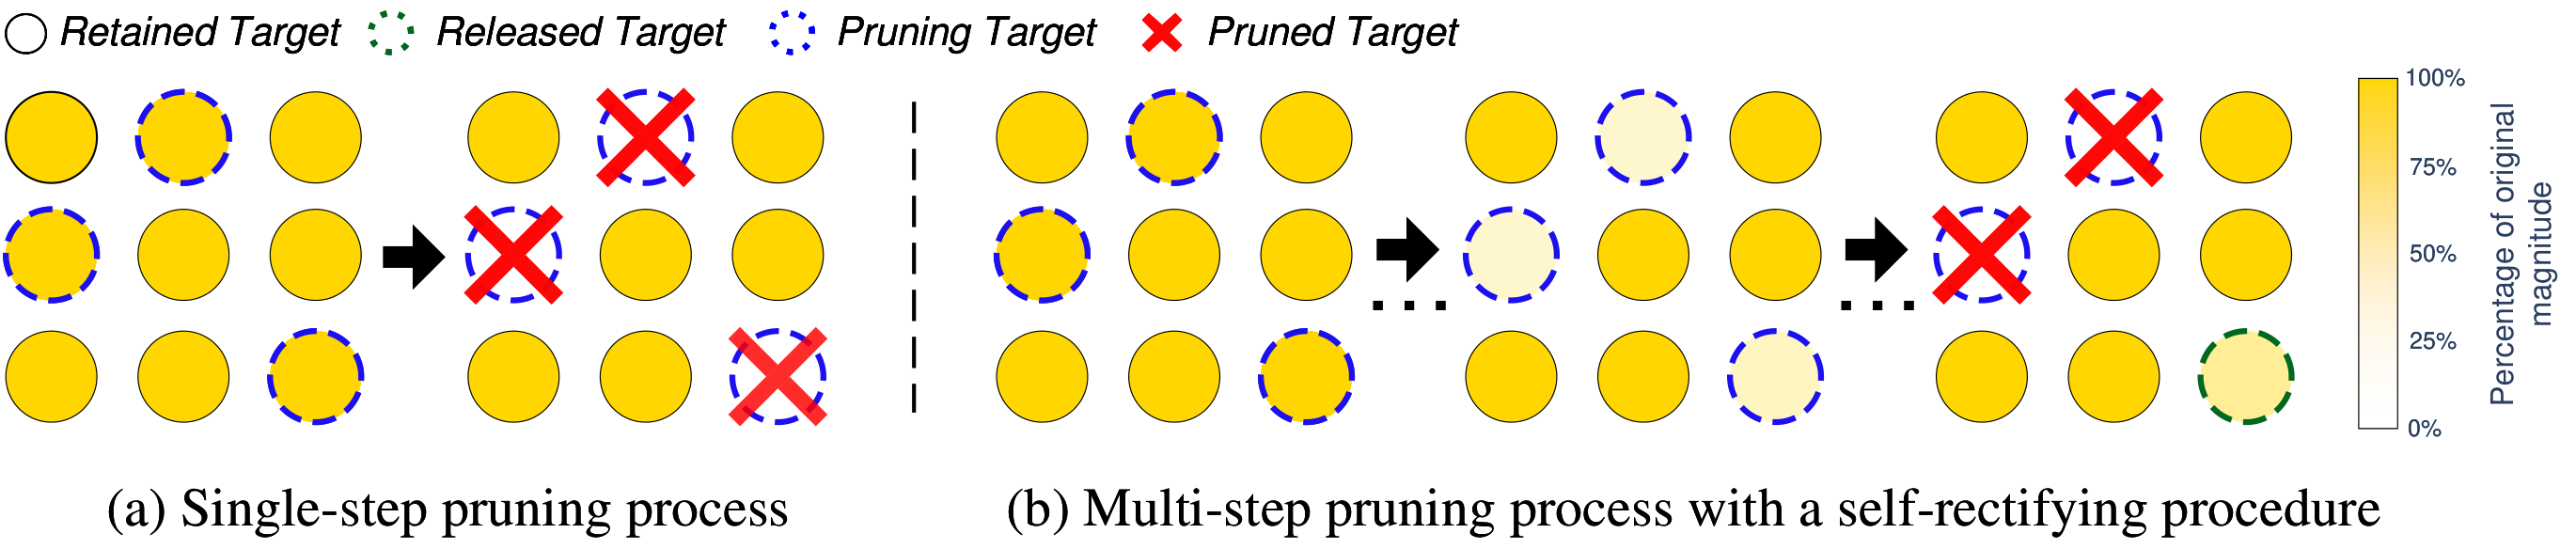 Retained Target Released Target Pruning Target Pruned Target
100%
75%
50%
25%
0%
Percentage of original
magnitude
...
...
(a) Single-step pruning process
(b) Multi-step pruning process with a self-rectifying procedure